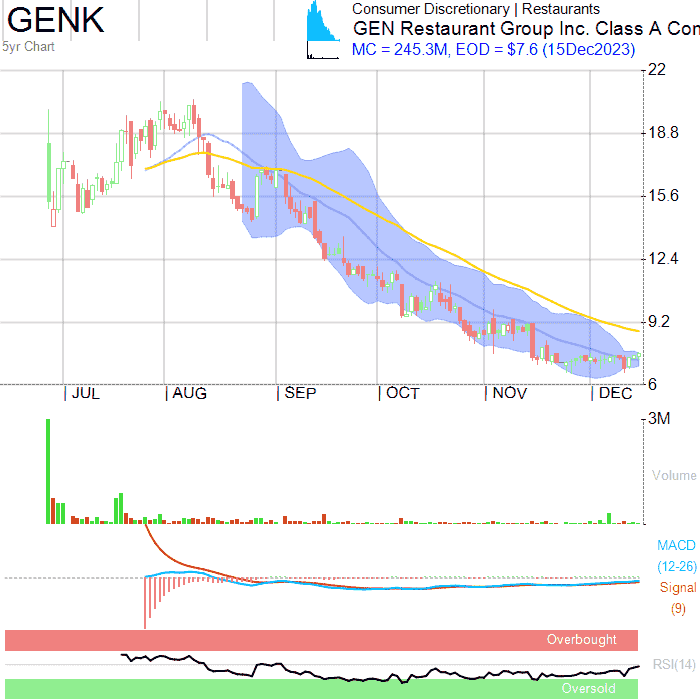 GENK
5yr Chart
Consumer Discretionary | Restaurants
GEN Restaurant Group Inc. Class A Con
MC = 245.3M, EOD = $7.6 (15Dec2023)
22
18.8
15.6
12.4
9.2
6
JUL
AUG
SEP
OCT
NOV
DEC
3M
Volume
MACD
(12-26)
Signal
(9)
Overbought
RSI(14)
Oversold